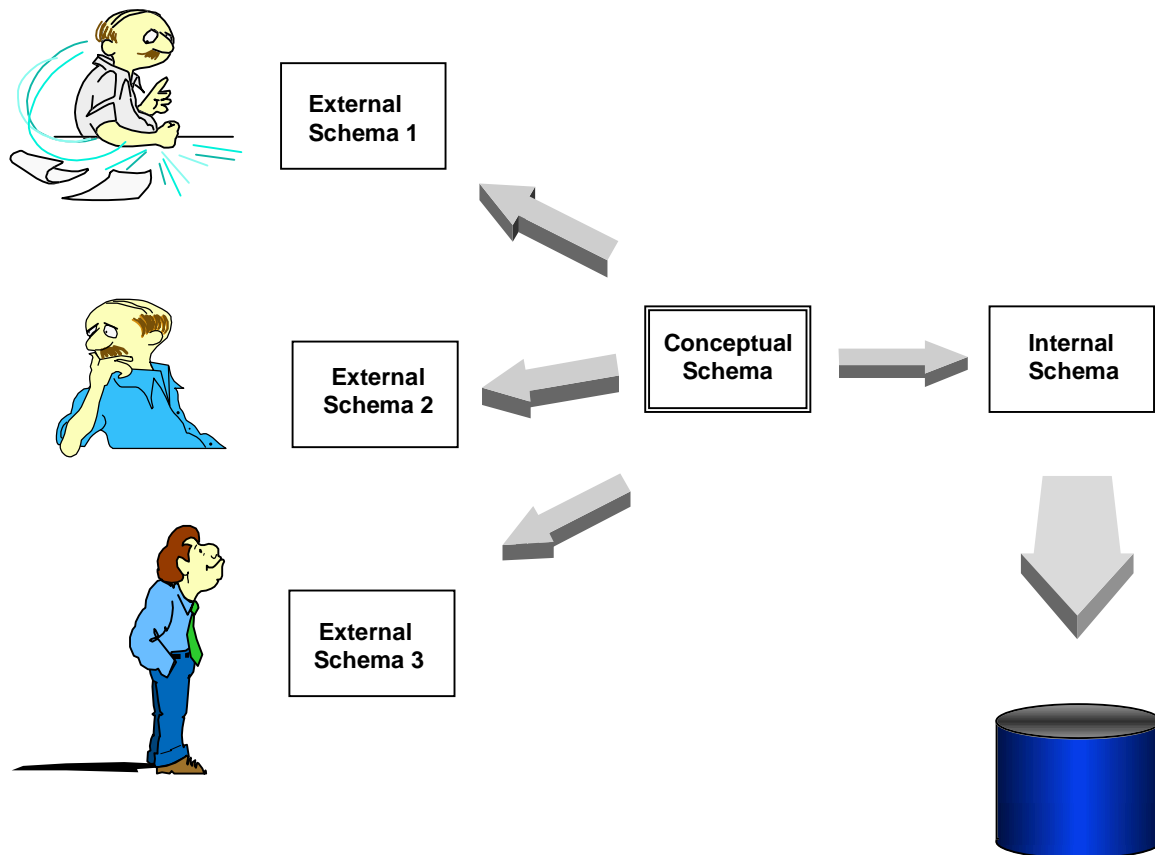 External
Schema 1
External
Schema 2
Conceptual
Schema
Internal
Schema
External
Schema 3